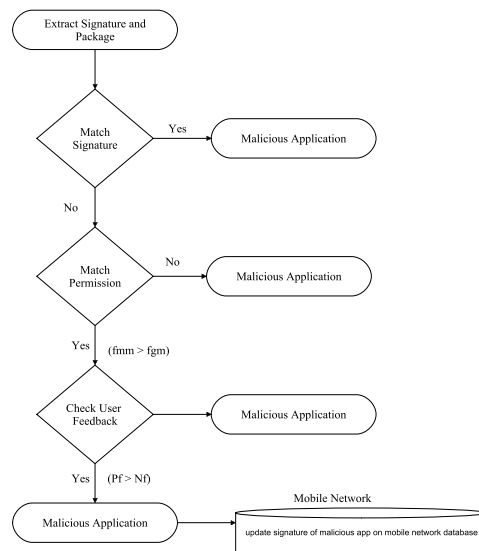 Extract Signature and
Package
Match
Signature
Yes
Malicious Application
No
Match
Permission
No
Malicious Application
Yes
(fmm > fgm)
Check User
Feedback
Malicious Application
Yes
(Pf > Nf)
Malicious Application
Mobile Network
update signature of malicious app on mobile network database